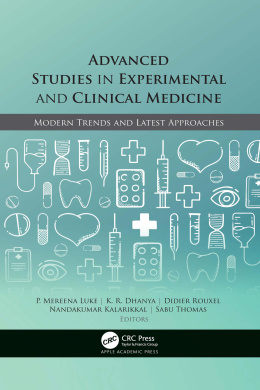 ADVANCED
STUDIES IN EXPERIMENTAL
AND CLINICAL MEDICINE
MODERN TRENDS AND LATEST APPROACHES
P. MEREENA LUKE | K. R. DHANYA | DIDIER ROUXEL
NANDAKUMAR KALARIKKAL | SABU THOMAS
EDITORS
CRC CRC Press
Taylor & Francis Group
APPLE ACADEMIC PRESS